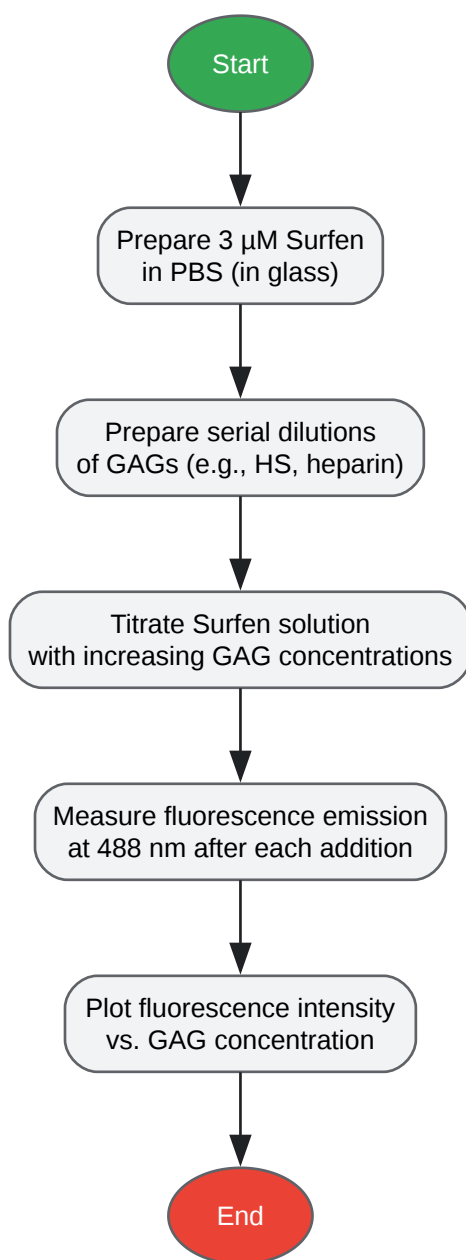 Start
Prepare 3 µM Surfen
in PBS (in glass)
Prepare serial dilutions
of GAGs (e.g., HS, heparin)
Titrate Surfen solution
with increasing GAG concentrations
Measure fluorescence emission
at 488 nm after each addition
Plot fluorescence intensity
vs. GAG concentration
End